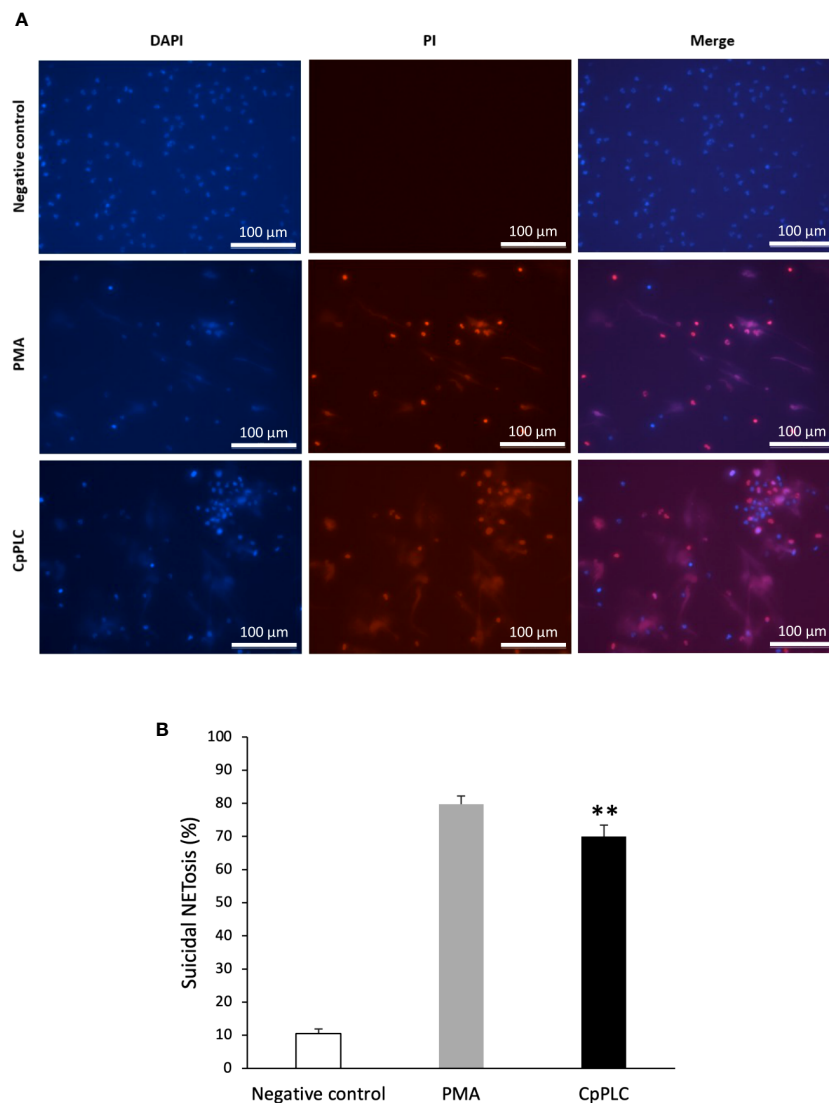 A
DAPI PI Merge
Negative control
100 µm 100 µm 100 µm
PMA
100 µm 100 µm 100 µm
CpPLC
100 µm 100 µm 100 µm
B
Suicidal NETosis (%)
100
90
80
70
60
50
40
30
20
10
0
**
Negative control PMA CpPLC